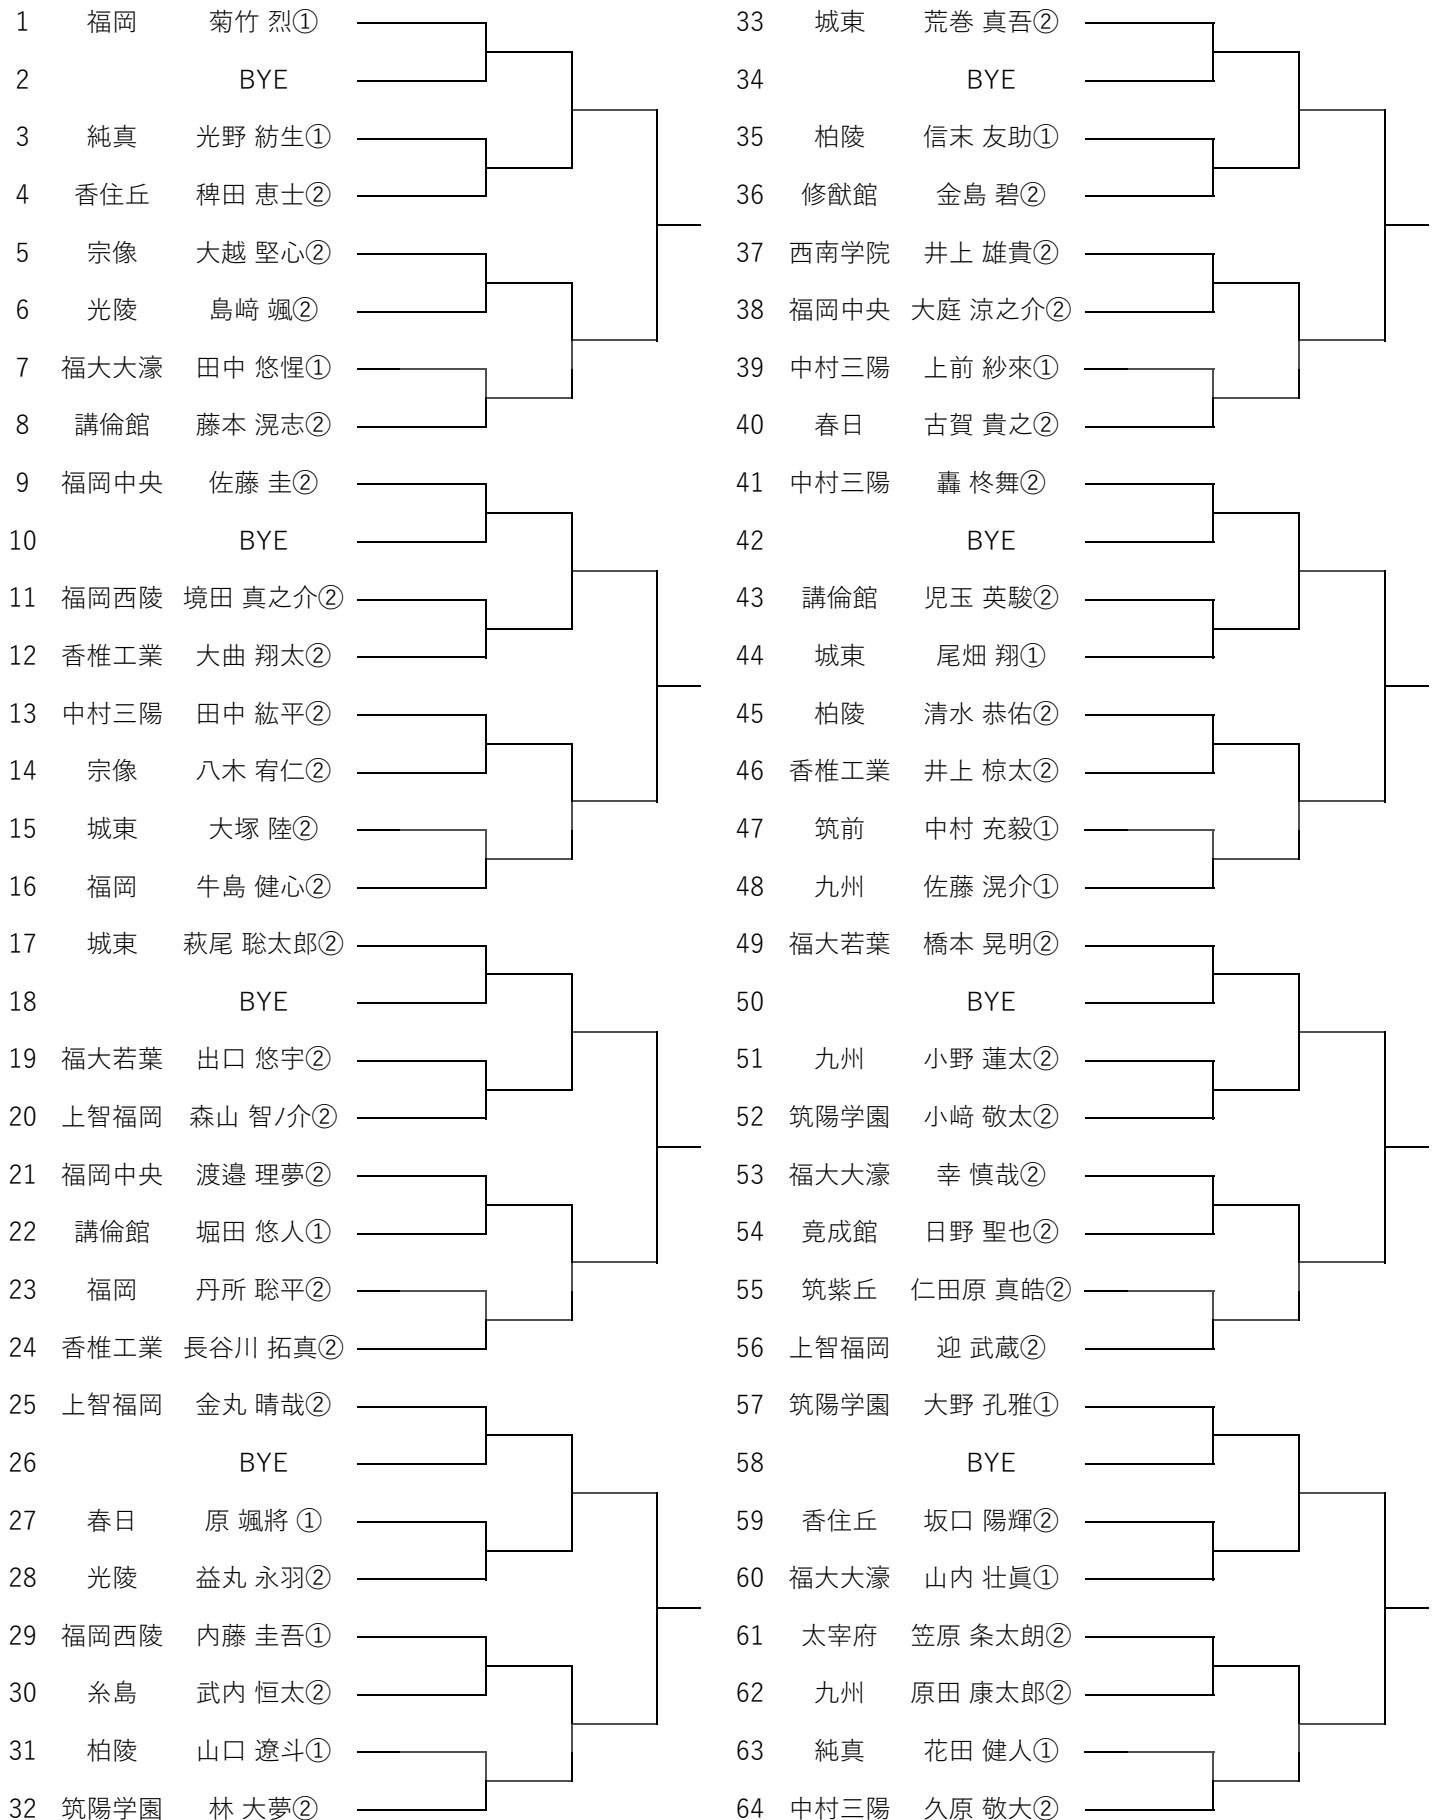 1 福岡 菊竹 烈①
2 BYE
3 純真 光野 紡生①
4 香住丘 稗田 恵士②
5 宗像 大越 堅心②
6 光陵 島﨑 颯②
7 福大大濠 田中 悠惺①
8 講倫館 藤本 滉志②
9 福岡中央 佐藤 圭②
10 BYE
11 福岡西陵 境田 真之介②
12 香椎工業 大曲 翔太②
13 中村三陽 田中 紘平②
14 宗像 八木 宥仁②
15 城東 大塚 陸②
16 福岡 牛島 健心②
17 城東 萩尾 聡太郎②
18 BYE
19 福大若葉 出口 悠宇②
20 上智福岡 森山 智ﾉ介②
21 福岡中央 渡邉 理夢②
22 講倫館 堀田 悠人①
23 福岡 丹所 聡平②
24 香椎工業 長谷川 拓真②
25 上智福岡 金丸 晴哉②
26 BYE
27 春日 原 颯將 ①
28 光陵 益丸 永羽②
29 福岡西陵 内藤 圭吾①
30 糸島 武内 恒太②
31 柏陵 山口 遼斗①
32 筑陽学園 林 大夢②
33 城東 荒巻 真吾②
34 BYE
35 柏陵 信末 友助①
36 修猷館 金島 碧②
37 西南学院 井上 雄貴②
38 福岡中央 大庭 涼之介②
39 中村三陽 上前 紗來①
40 春日 古賀 貴之②
41 中村三陽 轟 柊舞②
42 BYE
43 講倫館 児玉 英駿②
44 城東 尾畑 翔①
45 柏陵 清水 恭佑②
46 香椎工業 井上 椋太②
47 筑前 中村 充毅①
48 九州 佐藤 滉介①
49 福大若葉 橋本 晃明②
50 BYE
51 九州 小野 蓮太②
52 筑陽学園 小﨑 敬太②
53 福大大濠 幸 慎哉②
54 竟成館 日野 聖也②
55 筑紫丘 仁田原 真皓②
56 上智福岡 迎 武蔵②
57 筑陽学園 大野 孔雅①
58 BYE
59 香住丘 坂口 陽輝②
60 福大大濠 山内 壮眞①
61 太宰府 笠原 条太朗②
62 九州 原田 康太郎②
63 純真 花田 健人①
64 中村三陽 久原 敬大②